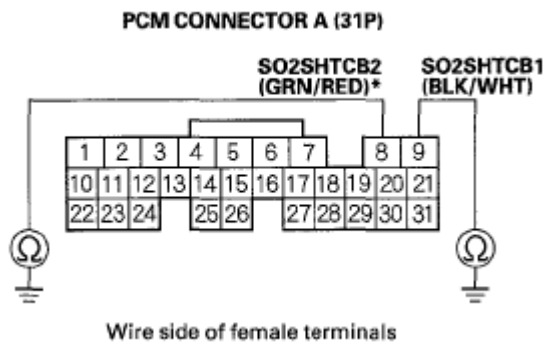 PCM CONNECTOR A (31P)
SO2SHTCB2 SO2SHTCB1
(GRN/RED)* (BLK/WHT)
1 2 3 4 5 6 7 8 9
10 11 12 13 14 15 16 17 18 19 20 21
22 23 24 25 26 27 28 29 30 31
Ω Ω
Wire side of female terminals